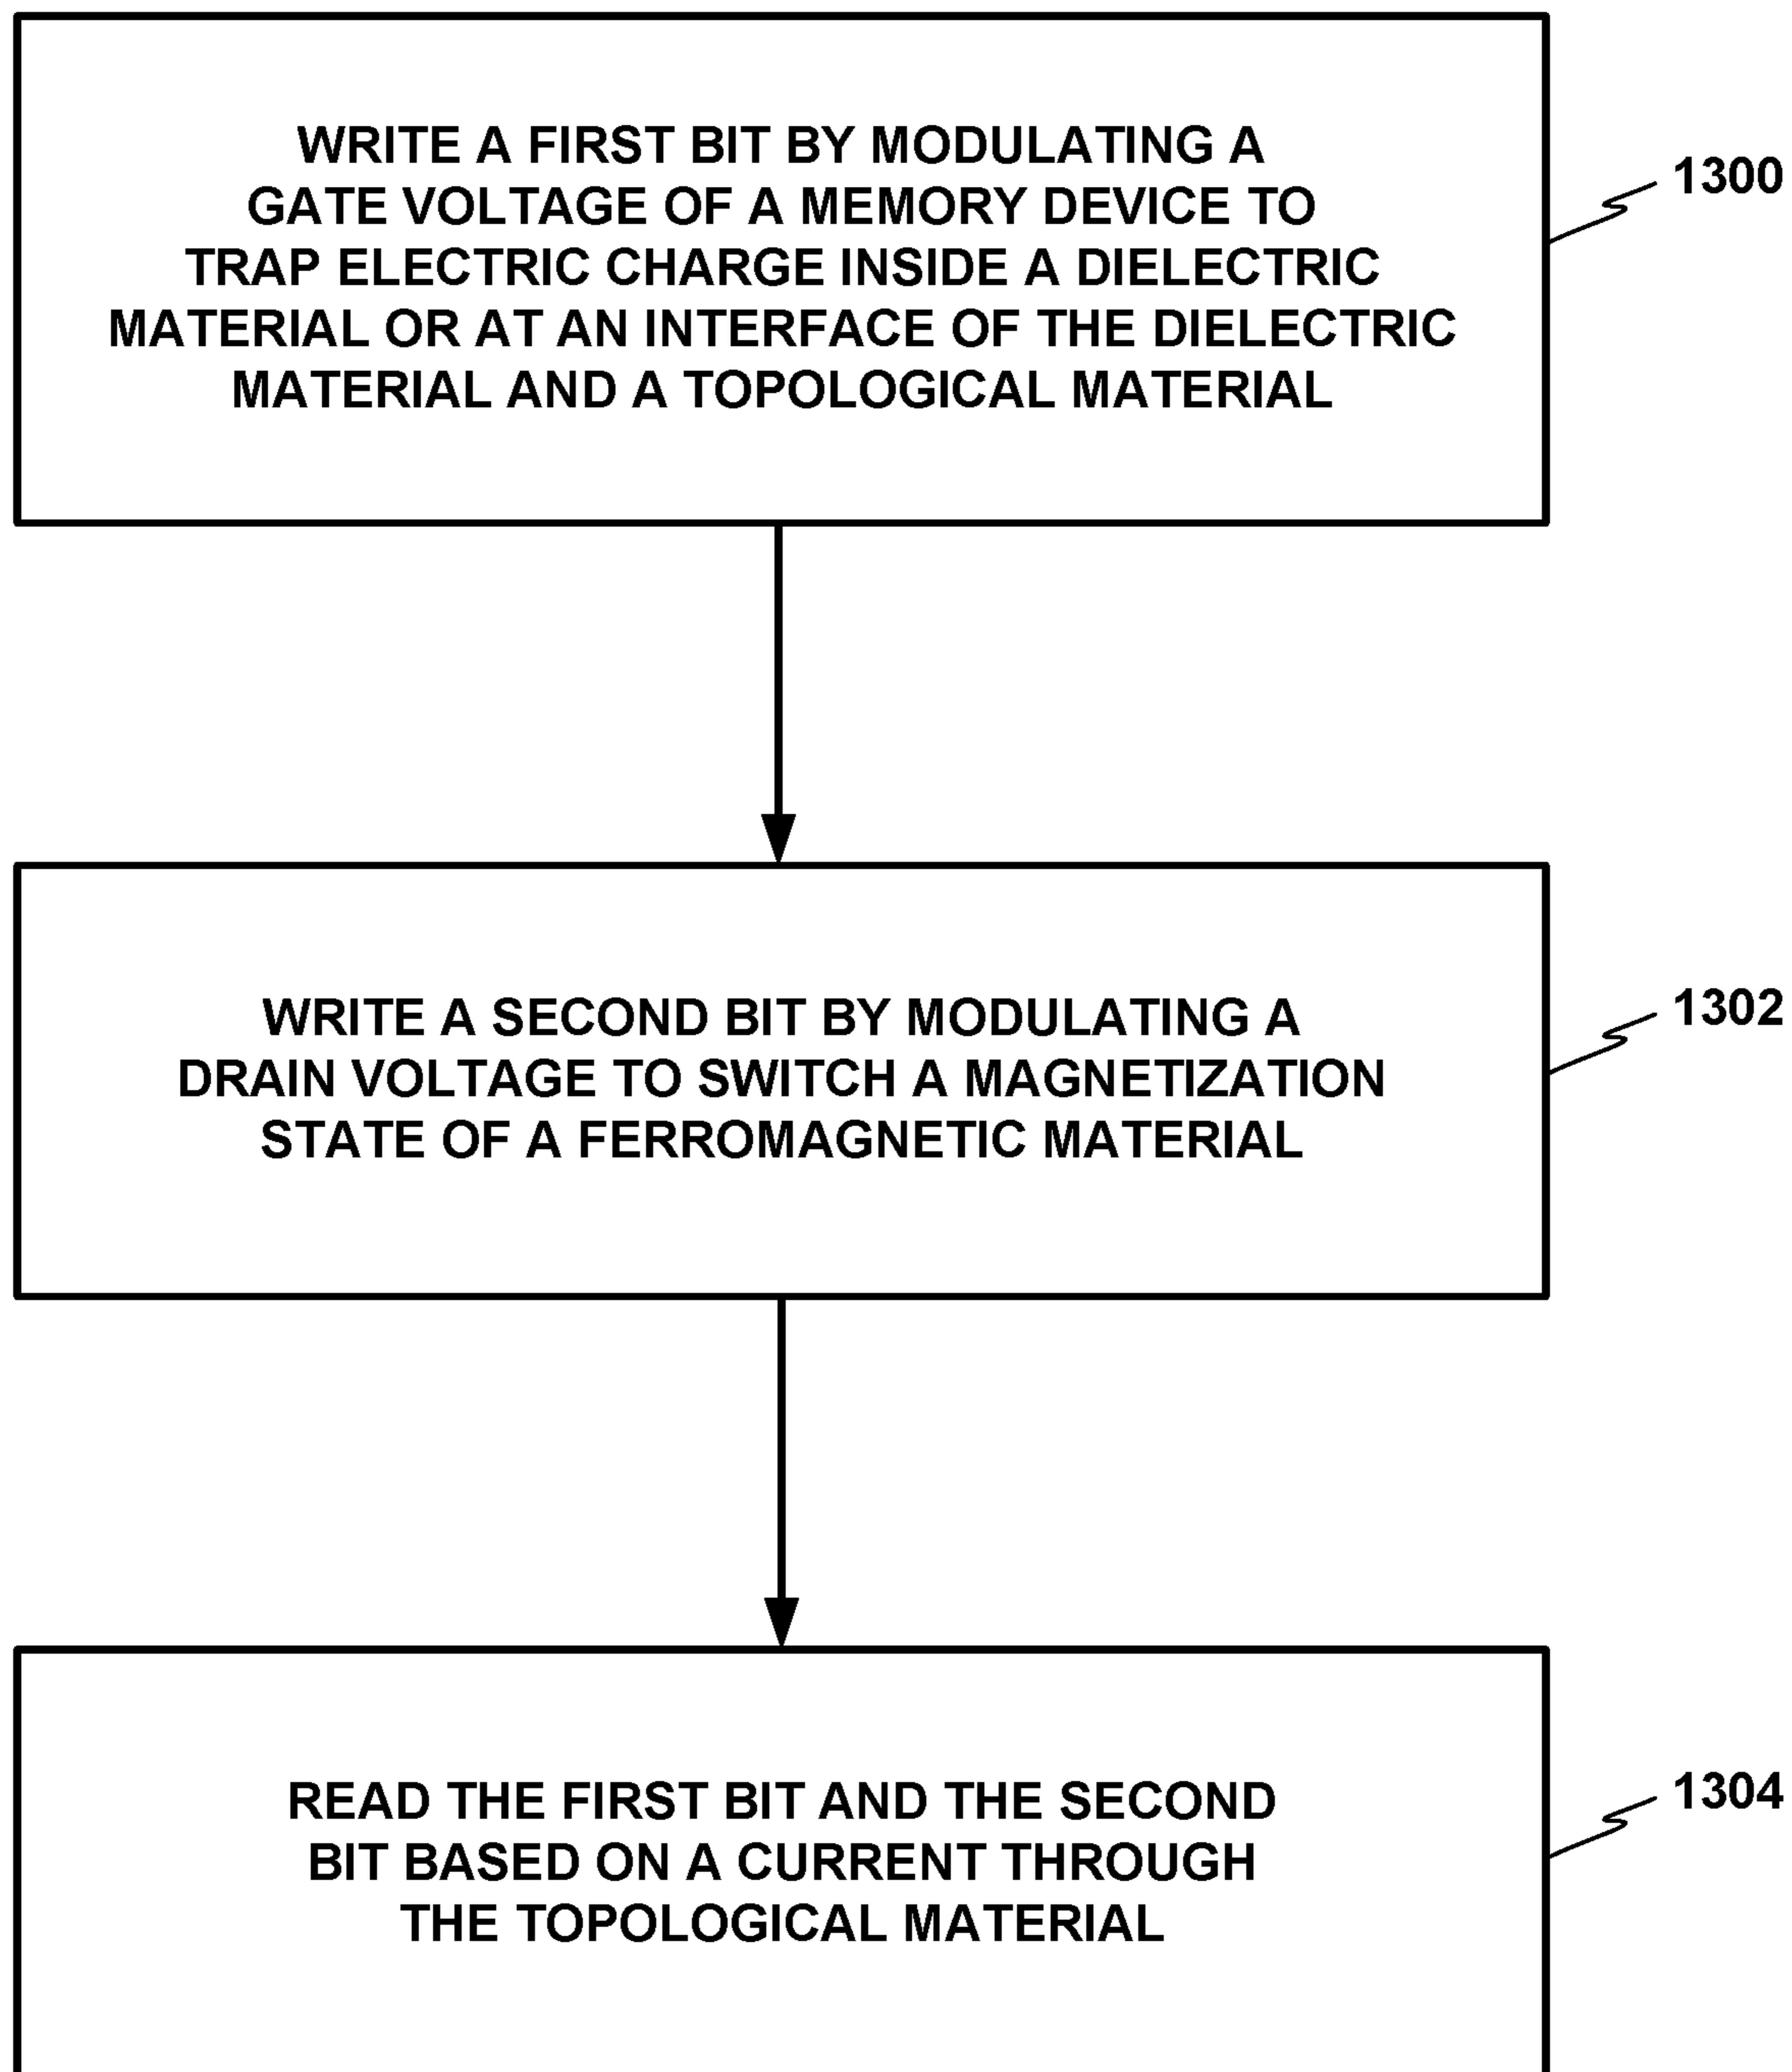 WRITE A FIRST BIT BY MODULATING A
GATE VOLTAGE OF A MEMORY DEVICE TO
TRAP ELECTRIC CHARGE INSIDE A DIELECTRIC
MATERIAL OR AT AN INTERFACE OF THE DIELECTRIC
MATERIAL AND A TOPOLOGICAL MATERIAL
1300
WRITE A SECOND BIT BY MODULATING A
DRAIN VOLTAGE TO SWITCH A MAGNETIZATION
STATE OF A FERROMAGNETIC MATERIAL
1302
READ THE FIRST BIT AND THE SECOND
BIT BASED ON A CURRENT THROUGH
THE TOPOLOGICAL MATERIAL
1304